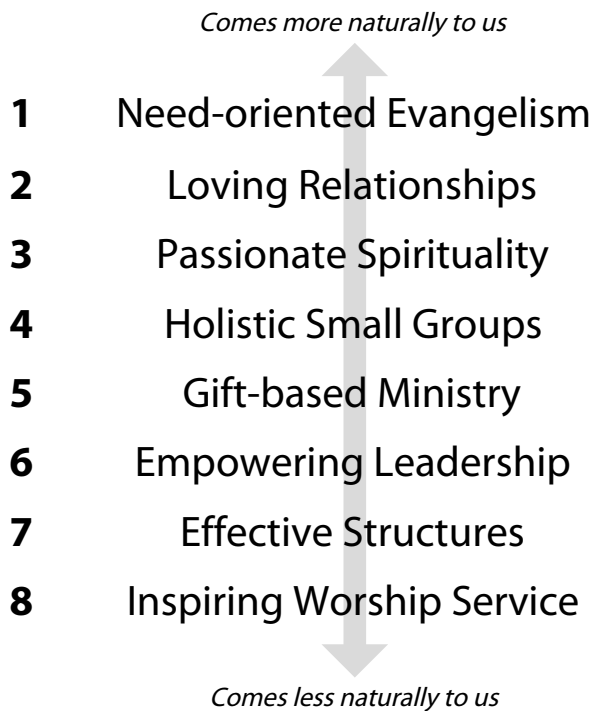 Comes more naturally to us
1 Need-oriented Evangelism
2 Loving Relationships
3 Passionate Spirituality
4 Holistic Small Groups
5 Gift-based Ministry
6 Empowering Leadership
7 Effective Structures
8 Inspiring Worship Service
Comes less naturally to us